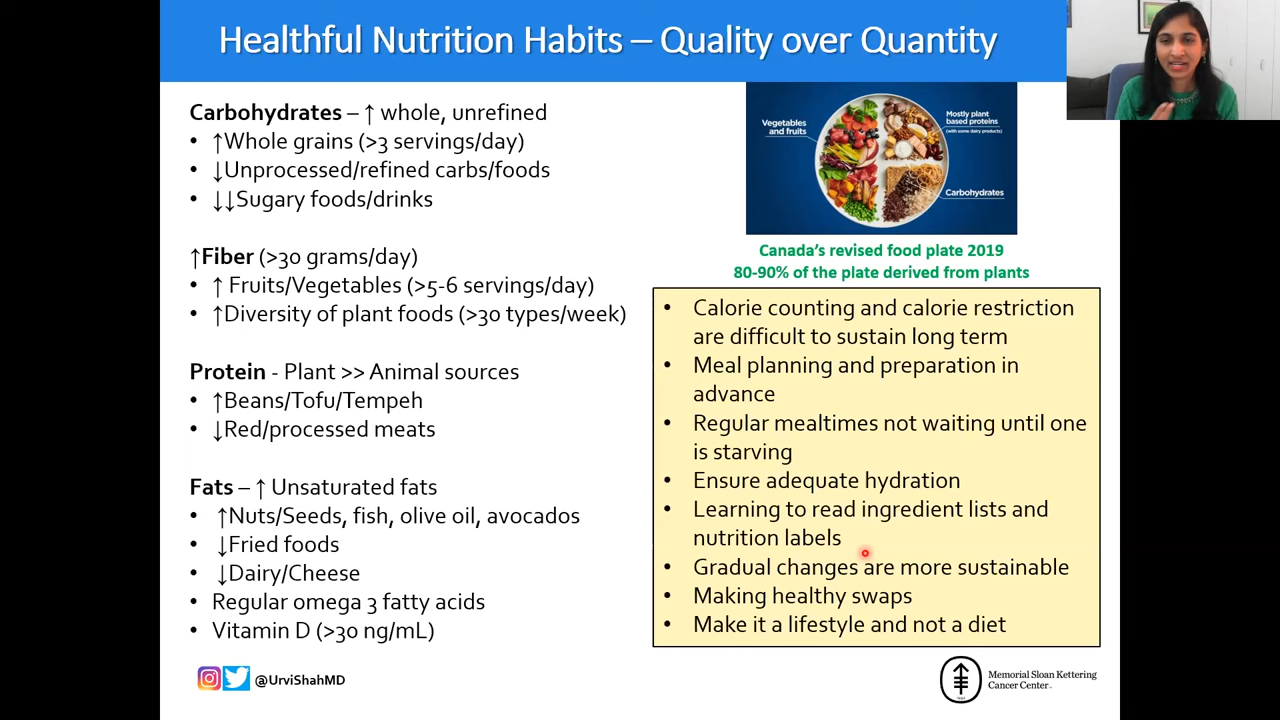 Healthful Nutrition Habits – Quality over Quantity
Carbohydrates – ↑ whole, unrefined
• ↑Whole grains (>3 servings/day)
• ↓Unprocessed/refined carbs/foods
• ↓↓Sugary foods/drinks
↑Fiber (>30 grams/day)
• ↑ Fruits/Vegetables (>5-6 servings/day)
• ↑Diversity of plant foods (>30 types/week)
Protein - Plant >> Animal sources
• ↑Beans/Tofu/Tempeh
• ↓Red/processed meats
Fats – ↑ Unsaturated fats
• ↑Nuts/Seeds, fish, olive oil, avocados
• ↓Fried foods
• ↓Dairy/Cheese
• Regular omega 3 fatty acids
• Vitamin D (>30 ng/mL)
@UrviShahMD
Vegetables
and fruits
Mostly plant
based proteins
(with some dairy products)
Carbohydrates
Canada's revised food plate 2019
80-90% of the plate derived from plants
• Calorie counting and calorie restriction
are difficult to sustain long term
• Meal planning and preparation in
advance
• Regular mealtimes not waiting until one
is starving
• Ensure adequate hydration
• Learning to read ingredient lists and
nutrition labels
• Gradual changes are more sustainable
• Making healthy swaps
• Make it a lifestyle and not a diet
Memorial Sloan Kettering
Cancer Center